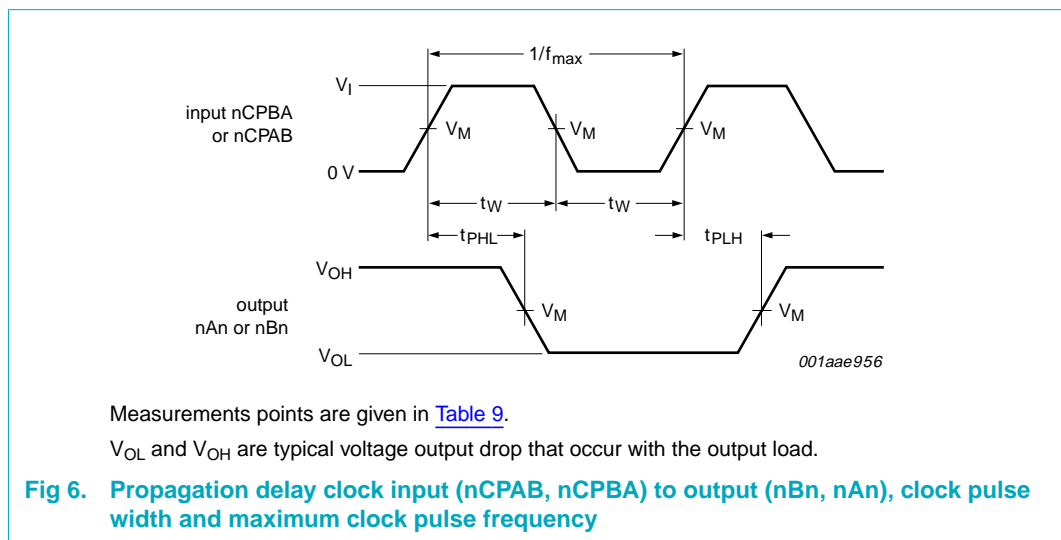 1/fmax
VI
input nCPBA
or nCPAB
VM
VM
VM
0 V
tW
tW
tPHL
tPLH
VOH
output
nAn or nBn
VM
VM
VOL
001aae956
Measurements points are given in Table 9.
VOL and VOH are typical voltage output drop that occur with the output load.
Fig 6. Propagation delay clock input (nCPAB, nCPBA) to output (nBn, nAn), clock pulse
width and maximum clock pulse frequency